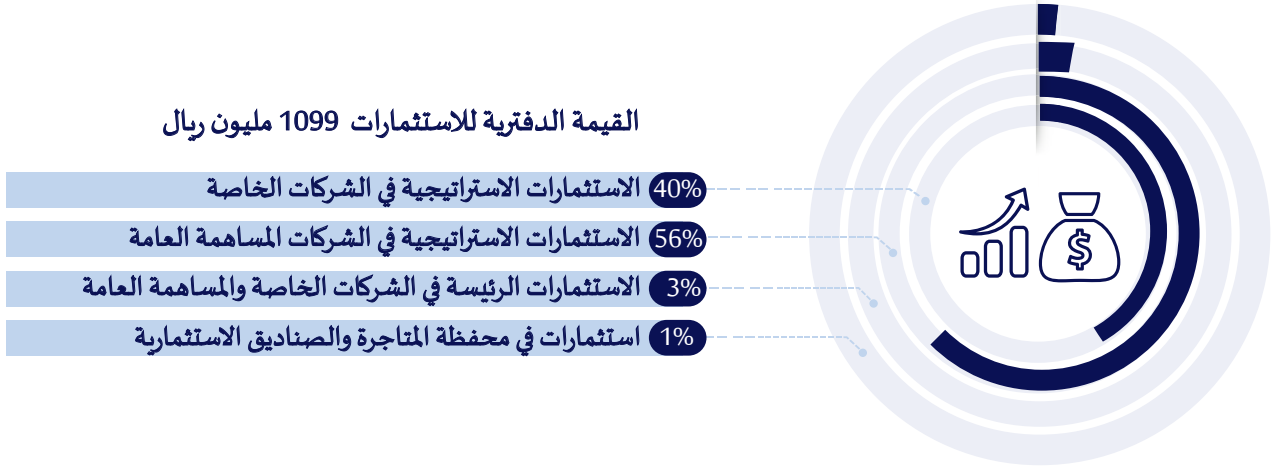 القيمة الدفترية للاستثمارات 1099 مليون ريال
40% الاستثمارات الاستراتيجية في الشركات الخاصة
56% الاستثمارات الاستراتيجية في الشركات المساهمة العامة
3% الاستثمارات الرئيسة في الشركات الخاصة والمساهمة العامة
1% استثمارات في محفظة المتاجرة والصناديق الاستثمارية
$